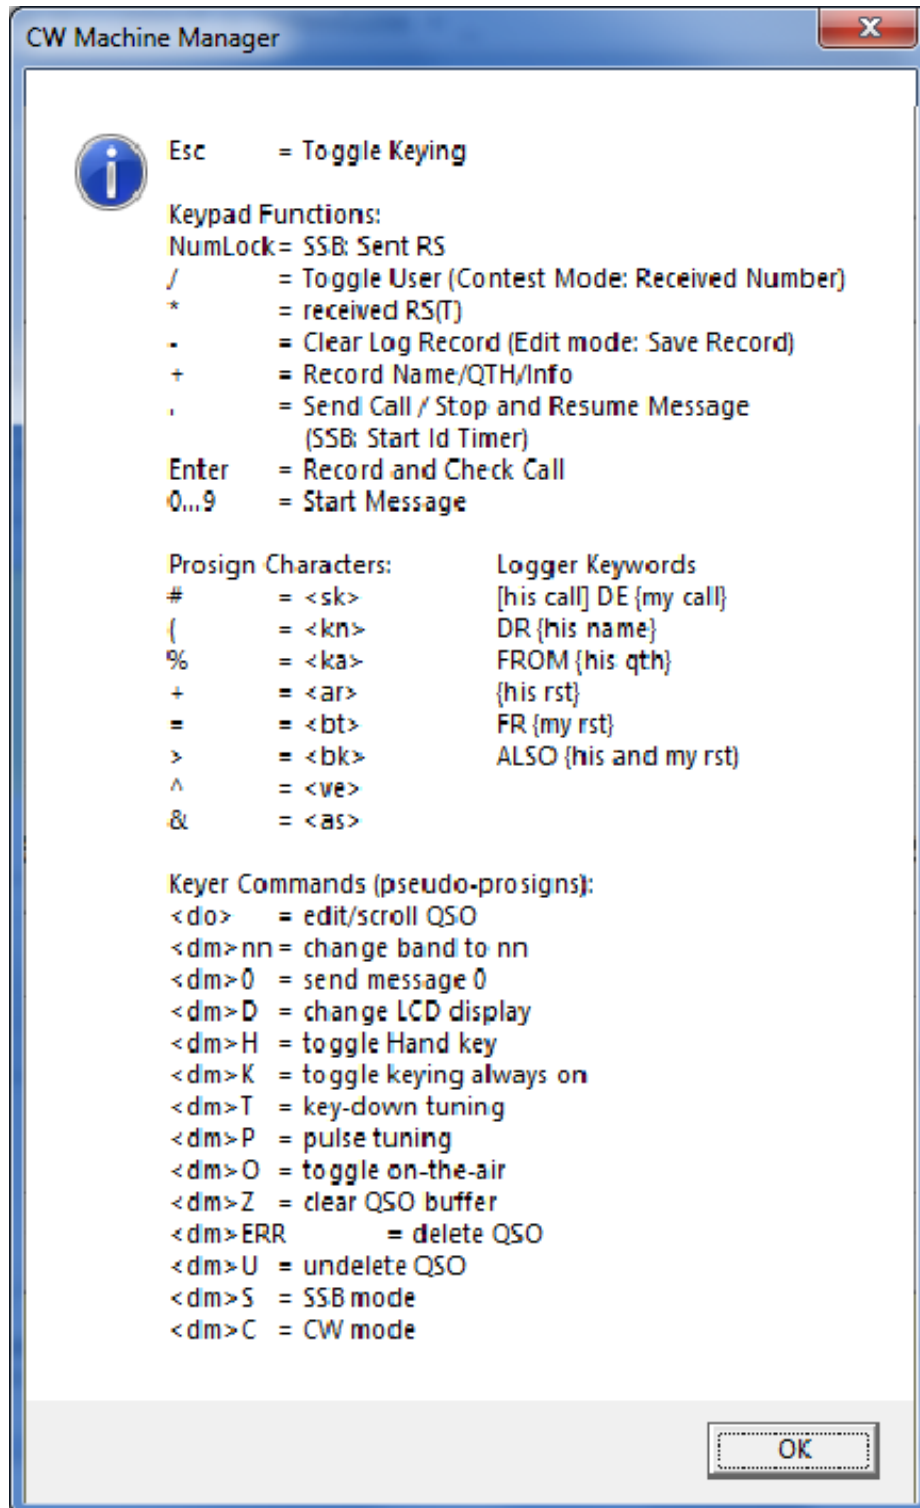 CW Machine Manager
Esc = Toggle Keying
Keypad Functions:
NumLock = SSB: Sent RS
/ = Toggle User (Contest Mode: Received Number)
* = received RS(T)
- = Clear Log Record (Edit mode: Save Record)
+ = Record Name/QTH/Info
. = Send Call / Stop and Resume Message
(SSB: Start Id Timer)
Enter = Record and Check Call
0...9 = Start Message
Prosign Characters: Logger Keywords
# = <sk> [his call] DE {my call}
( = <kn> DR {his name}
% = <ka> FROM {his qth}
+ = <ar> {his rst}
= = <bt> FR {my rst}
> = <bk> ALSO {his and my rst)
^ = <ve>
& = <as>
Keyer Commands (pseudo-prosigns):
<do> = edit/scroll QSO
<dm>nn = change band to nn
<dm>0 = send message 0
<dm>D = change LCD display
<dm>H = toggle Hand key
<dm>K = toggle keying always on
<dm>T = key-down tuning
<dm>P = pulse tuning
<dm>O = toggle on-the-air
<dm>Z = clear QSO buffer
<dm>ERR = delete QSO
<dm>U = undelete QSO
<dm>S = SSB mode
<dm>C = CW mode
OK